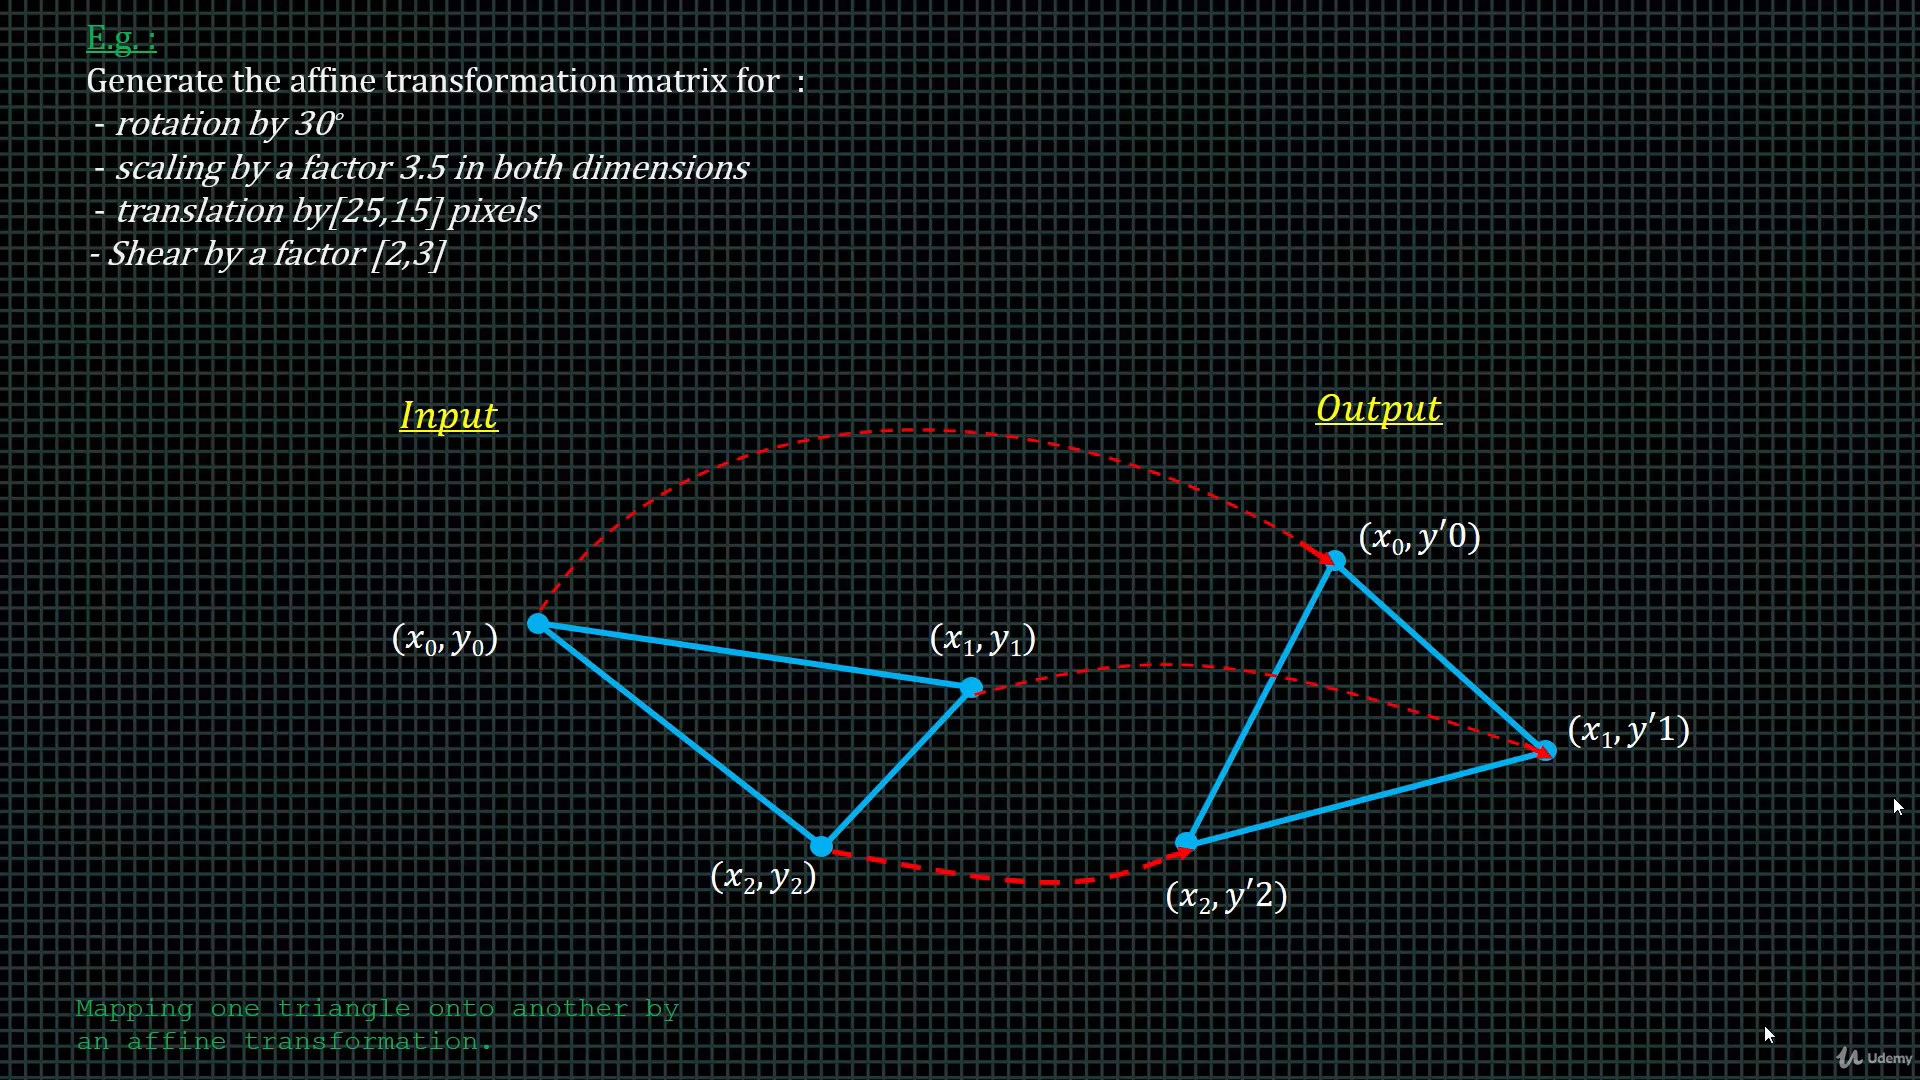 E.g. :
Generate the affine transformation matrix for :
- rotation by 30°
- scaling by a factor 3.5 in both dimensions
- translation by[25,15] pixels
- Shear by a factor [2,3]
Input
Output
(x₀, y′0)
(x₀, y₀)
(x₁, y₁)
(x₁, y′1)
(x₂, y₂)
(x₂, y′2)
Mapping one triangle onto another by
an affine transformation.
Udemy